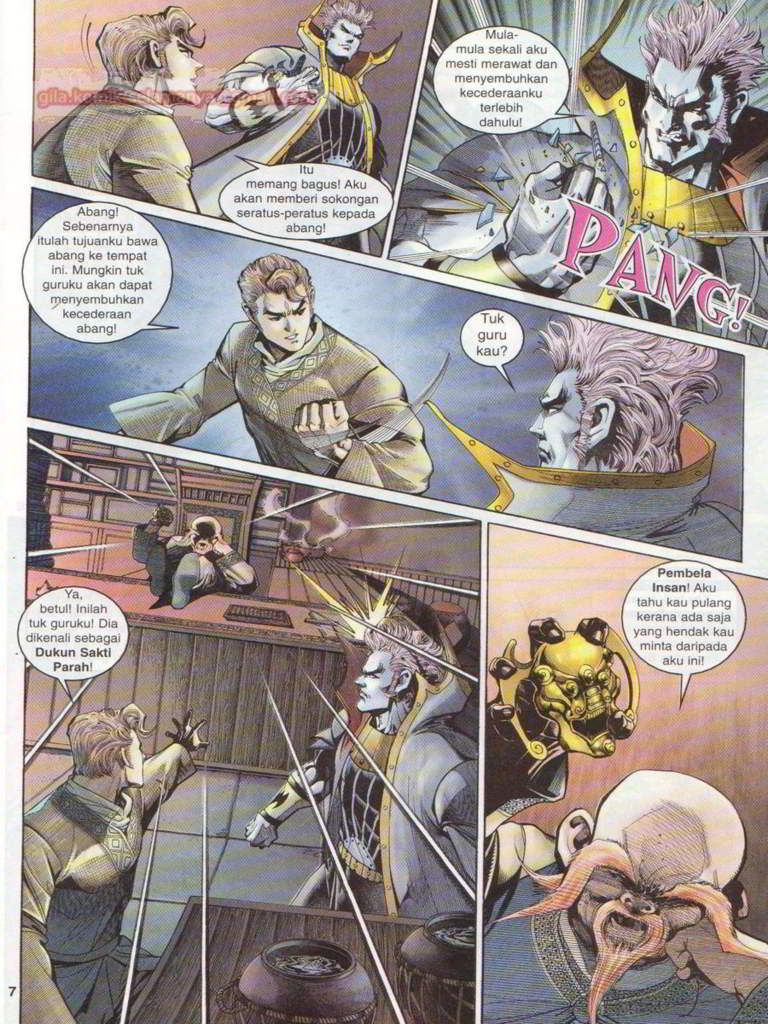 Itu
memang bagus! Aku
akan memberi sokongan
seratus-peratus kepada
abang!
Mula-
mula sekali aku
mesti merawat dan
menyembuhkan
kecederaanku
terlebih
dahulu!
PANG!
Abang!
Sebenarnya
itulah tujuanku bawa
abang ke tempat
ini. Mungkin tuk
guruku akan dapat
menyembuhkan
kecederaan
abang!
Tuk
guru
kau?
Ya,
betul! Inilah
tuk guruku! Dia
dikenali sebagai
Dukun Sakti
Parah!
Pembela
Insan! Aku
tahu kau pulang
kerana ada saja
yang hendak kau
minta daripada
aku ini!
7